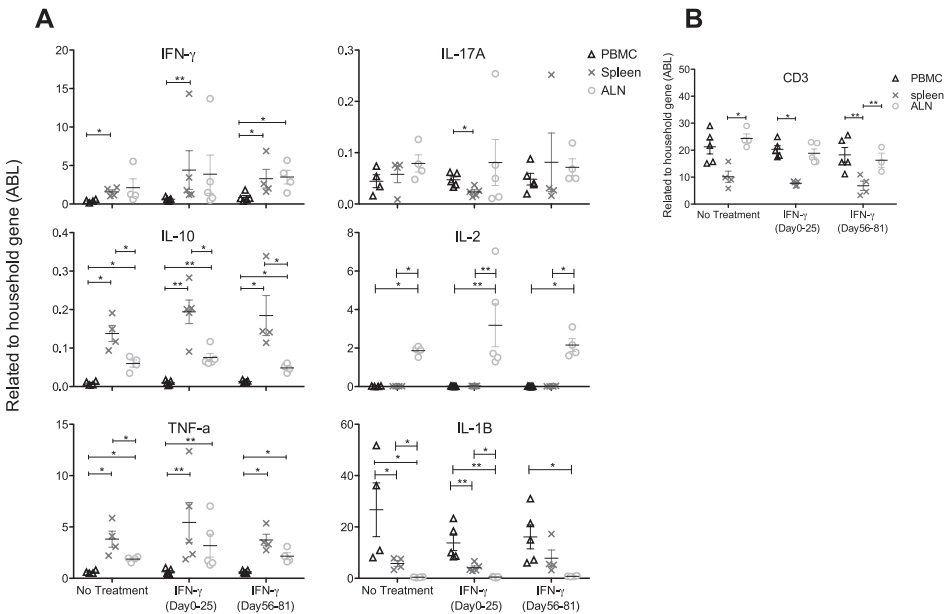 A
B
Related to household gene (ABL)
IFN-γ
20
15
10
5
0
*
**
*
*
IL-17A
0.3
0.2
0.1
0.0
*
PBMC
Spleen
ALN
Related to household gene (ABL)
CD3
40
30
20
10
0
*
*
**
**
PBMC
spleen
ALN
No Treatment
IFN-γ
(Day0-25)
IFN-γ
(Day56-81)
IL-10
0.4
0.3
0.2
0.1
0.0
*
*
*
*
**
**
*
*
*
IL-2
8
6
4
2
0
*
*
**
**
*
*
TNF-a
15
10
5
0
*
*
*
**
**
*
*
No Treatment
IFN-γ
(Day0-25)
IFN-γ
(Day56-81)
IL-1B
60
40
20
0
*
*
*
*
**
**
*
No Treatment
IFN-γ
(Day0-25)
IFN-γ
(Day56-81)